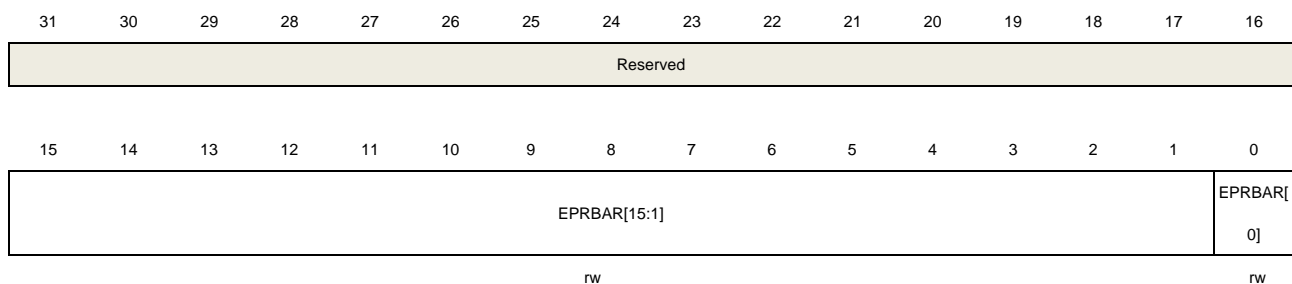 31 30 29 28 27 26 25 24 23 22 21 20 19 18 17 16
Reserved
15 14 13 12 11 10 9 8 7 6 5 4 3 2 1 0
EPRBAR[15:1]
EPRBAR[
0]
rw rw